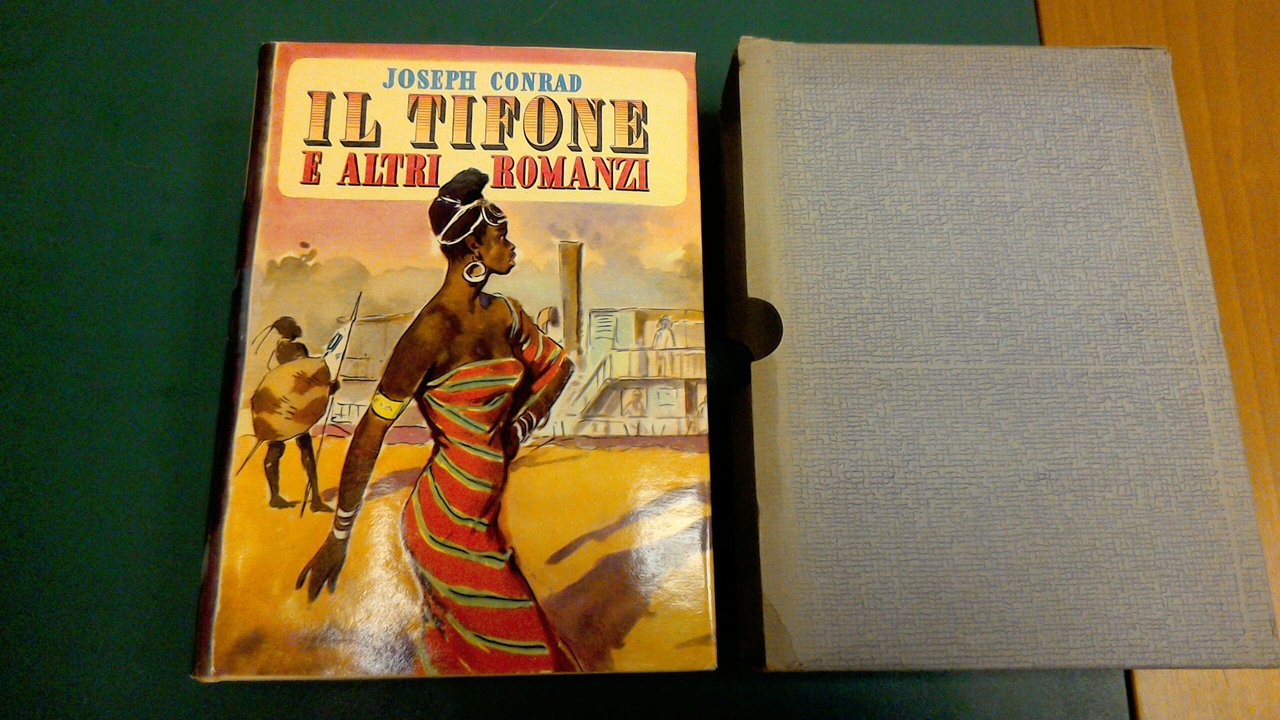 JOSEPH CONRAD
IL TIFONE
E ALTRI ROMANZI